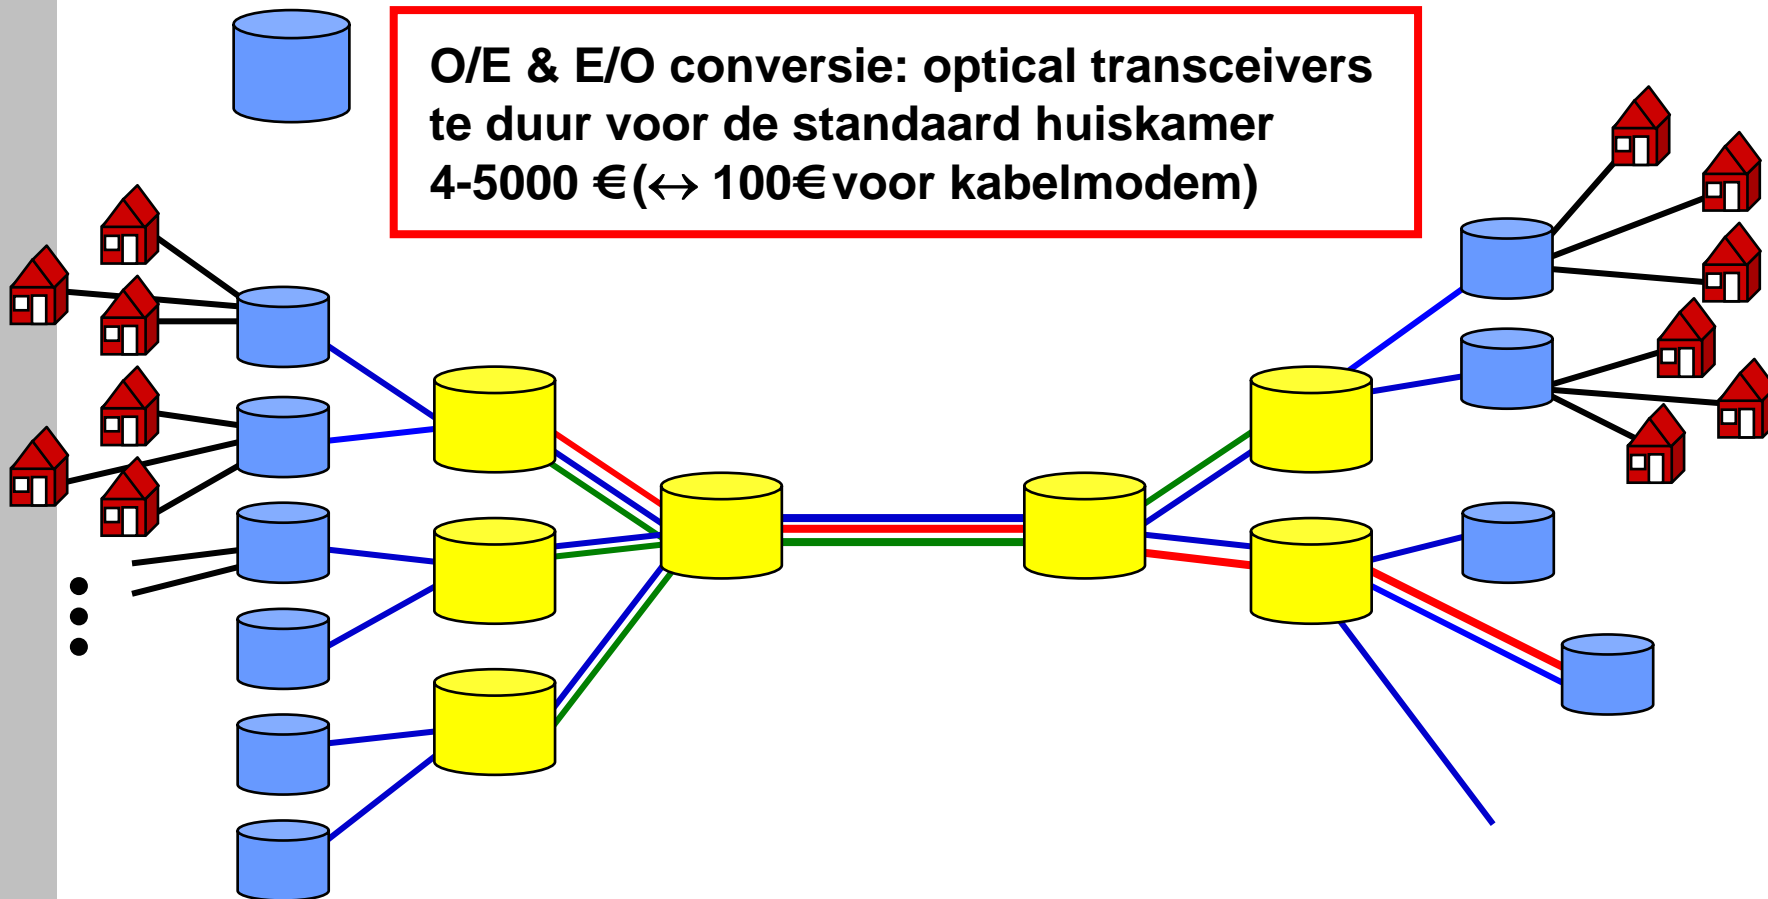 O/E & E/O conversie: optical transceivers
te duur voor de standaard huiskamer
4-5000 €(↔ 100€voor kabelmodem)